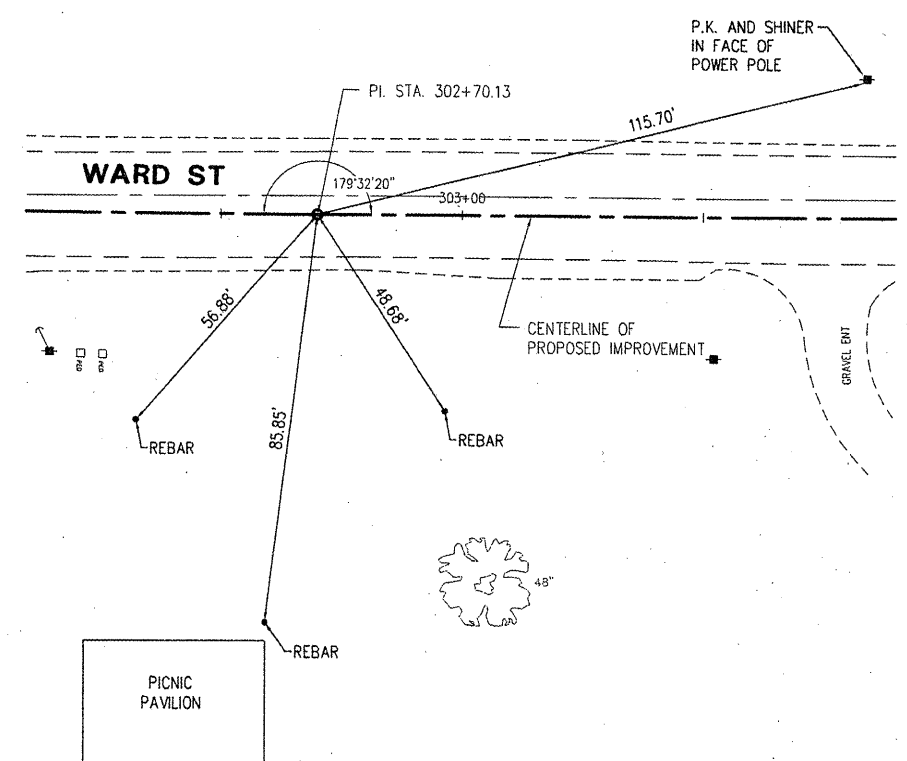 P.K. AND SHINER
IN FACE OF
POWER POLE
PI. STA. 302+70.13
115.70'
WARD ST
179°32'20"
303+00
56.88'
48.68'
CENTERLINE OF
PROPOSED IMPROVEMENT
GRAVEL ENT
PED
PED
85.85'
REBAR
REBAR
48"
REBAR
PICNIC
PAVILION